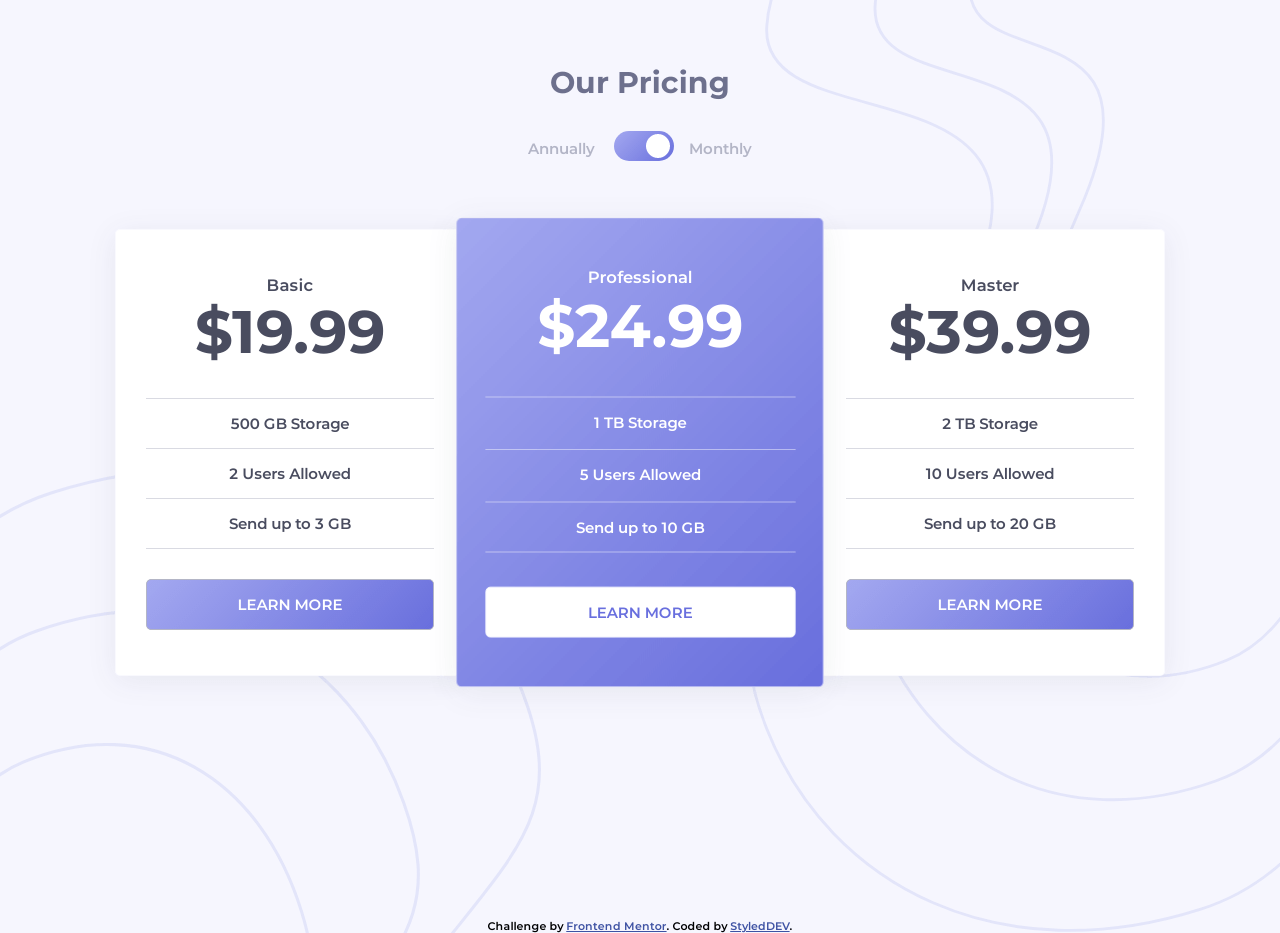 Our Pricing
Annually Monthly
Basic
$19.99
500 GB Storage
2 Users Allowed
Send up to 3 GB
LEARN MORE
Professional
$24.99
1 TB Storage
5 Users Allowed
Send up to 10 GB
LEARN MORE
Master
$39.99
2 TB Storage
10 Users Allowed
Send up to 20 GB
LEARN MORE
Challenge by Frontend Mentor. Coded by StyledDEV.